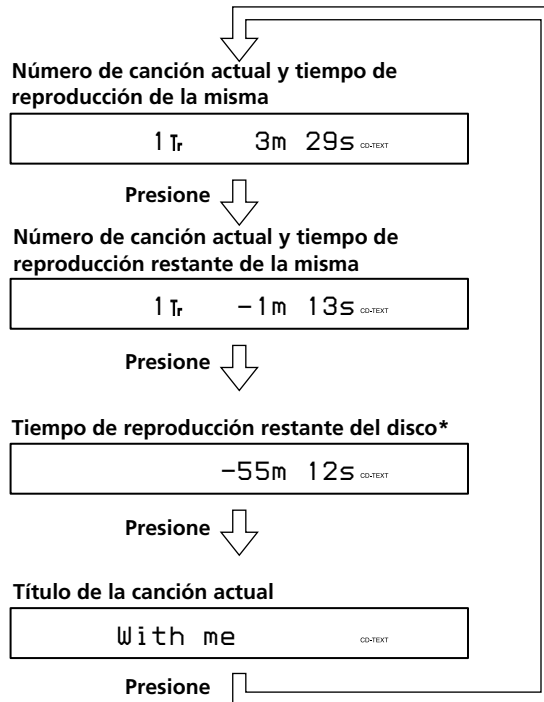 Número de canción actual y tiempo de
reproducción de la misma
1 Tr 3m 29s CD-TEXT
Presione
Número de canción actual y tiempo de
reproducción restante de la misma
1 Tr -1m 13s CD-TEXT
Presione
Tiempo de reproducción restante del disco*
-55m 12s CD-TEXT
Presione
Título de la canción actual
With me CD-TEXT
Presione